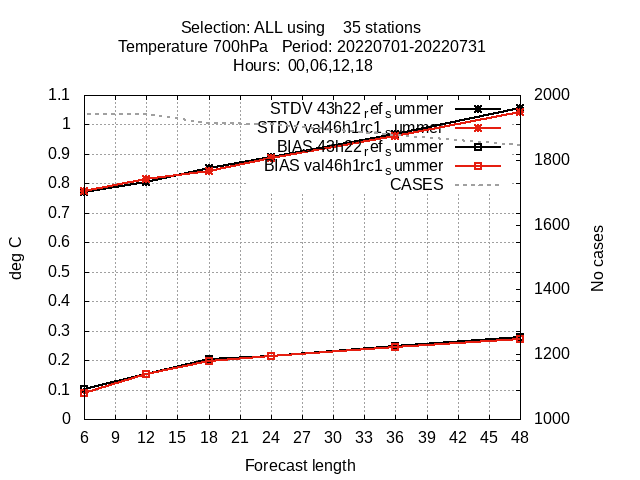 Selection: ALL using    35 stations
Temperature 700hPa   Period: 20220701-20220731
Hours:  00,06,12,18
1.1
1
0.9
0.8
0.7
0.6
0.5
0.4
0.3
0.2
0.1
0
deg C
STDV 43h22_ref_summer
STDV val46h1rc1_summer
BIAS 43h22_ref_summer
BIAS val46h1rc1_summer
CASES
2000
1800
1600
1400
1200
1000
No cases
6 9 12 15 18 21 24 27 30 33 36 39 42 45 48
Forecast length